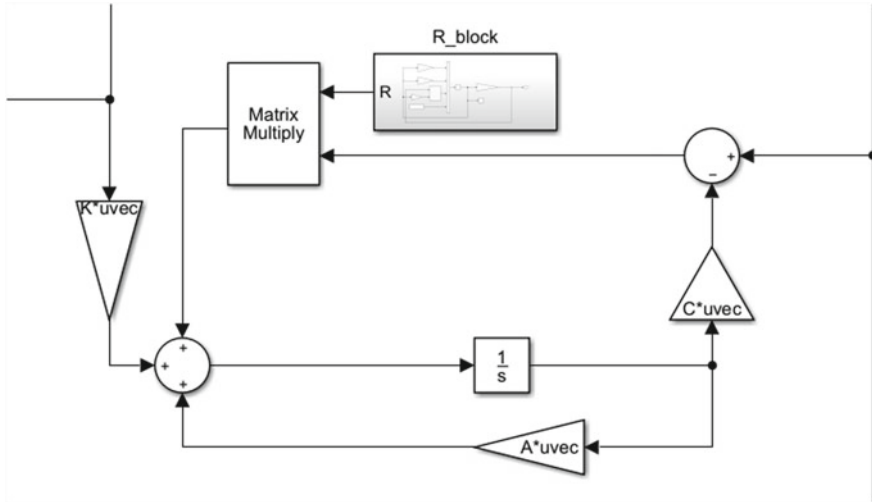 R_block
R
Matrix
Multiply
+
−
K*uvec
C*uvec
+
+
+
1
s
A*uvec